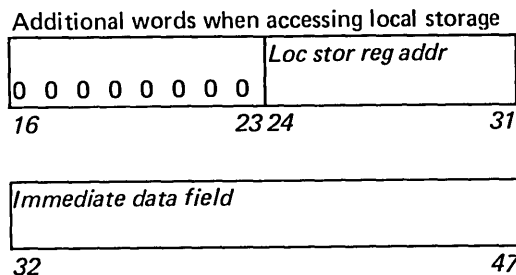 Additional words when accessing local storage
Loc stor reg addr
0 0 0 0 0 0 0 0
16 23 24 31
Immediate data field
32 47